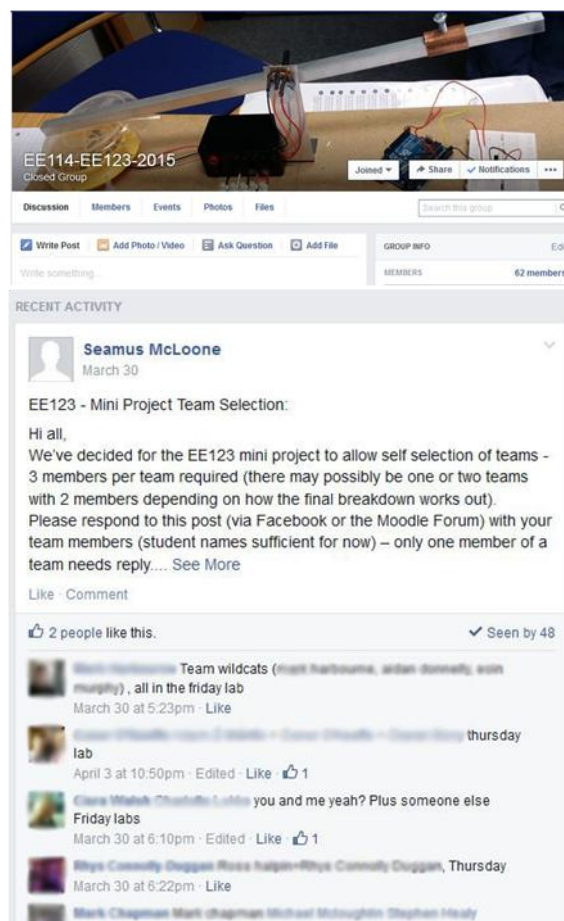 EE114-EE123-2015
Closed Group
Joined Share Notifications
Discussion Members Events Photos Files
Search this group
Write Post Add Photo / Video Ask Question Add File
GROUP INFO
Write something...
MEMBERS 62 members
RECENT ACTIVITY
Seamus McLoone
March 30
EE123 - Mini Project Team Selection:
Hi all,
We've decided for the EE123 mini project to allow self selection of teams -
3 members per team required (there may possibly be one or two teams
with 2 members depending on how the final breakdown works out).
Please respond to this post (via Facebook or the Moodle Forum) with your
team members (student names sufficient for now) – only one member of a
team needs reply.... See More
Like · Comment
2 people like this. Seen by 48
Team wildcats (
) , all in the friday lab
March 30 at 5:23pm · Like
thursday
lab
April 3 at 10:50pm · Edited · Like · 1
you and me yeah? Plus someone else
Friday labs
March 30 at 6:10pm · Edited · Like · 1
, Thursday
March 30 at 6:22pm · Like